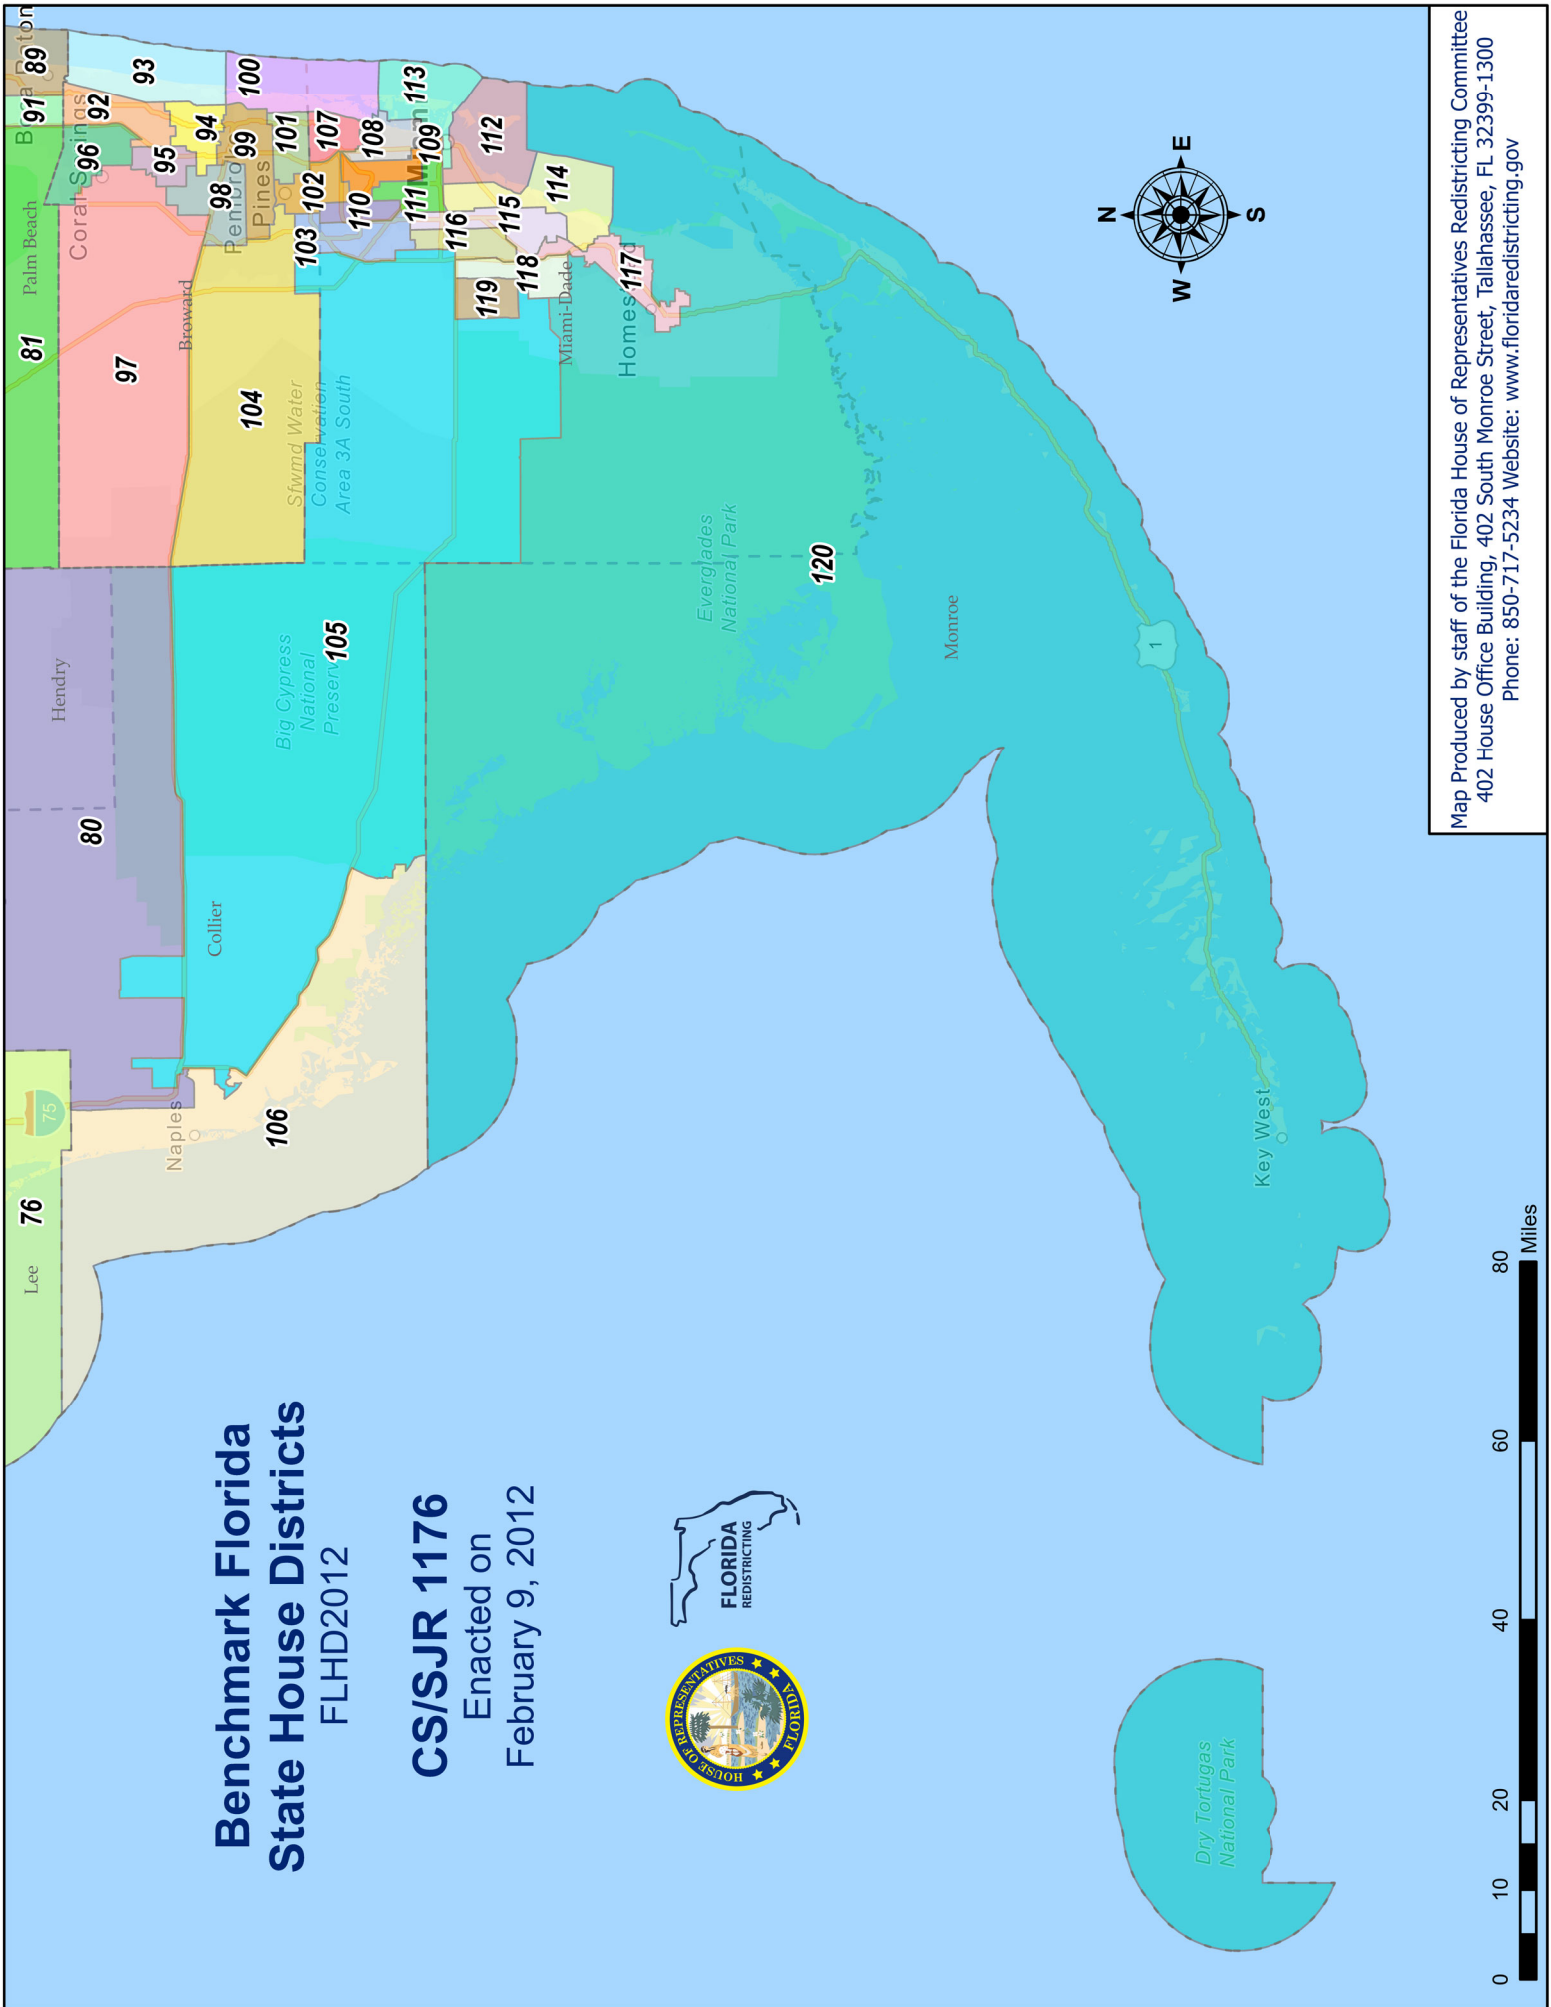 Benchmark Florida
State House Districts
FLHD2012
CS/SJR 1176
Enacted on
February 9, 2012
HOUSE OF REPRESENTATIVES
FLORIDA
FLORIDA
REDISTRICTING
Lee
76
75
Naples
106
80
Hendry
Collier
Big Cypress
National
Preserv
105
81
Palm Beach
97
Broward
104
Sfwmd Water
Conservation
Area 3A South
91
89
Coral Springs
96
92
93
95
94
98
99
100
Pembroke
Pines
101
102
103
107
108
110
111
109
113
112
116
115
114
119
118
117
Miami-Dade
Homestead
Everglades
National Park
120
Monroe
1
Key West
Dry Tortugas
National Park
N
W
E
S
0
10
20
40
60
80
Miles
Map Produced by staff of the Florida House of Representatives Redistricting Committee
402 House Office Building, 402 South Monroe Street, Tallahassee, FL 32399-1300
Phone: 850-717-5234 Website: www.floridaredistricting.gov